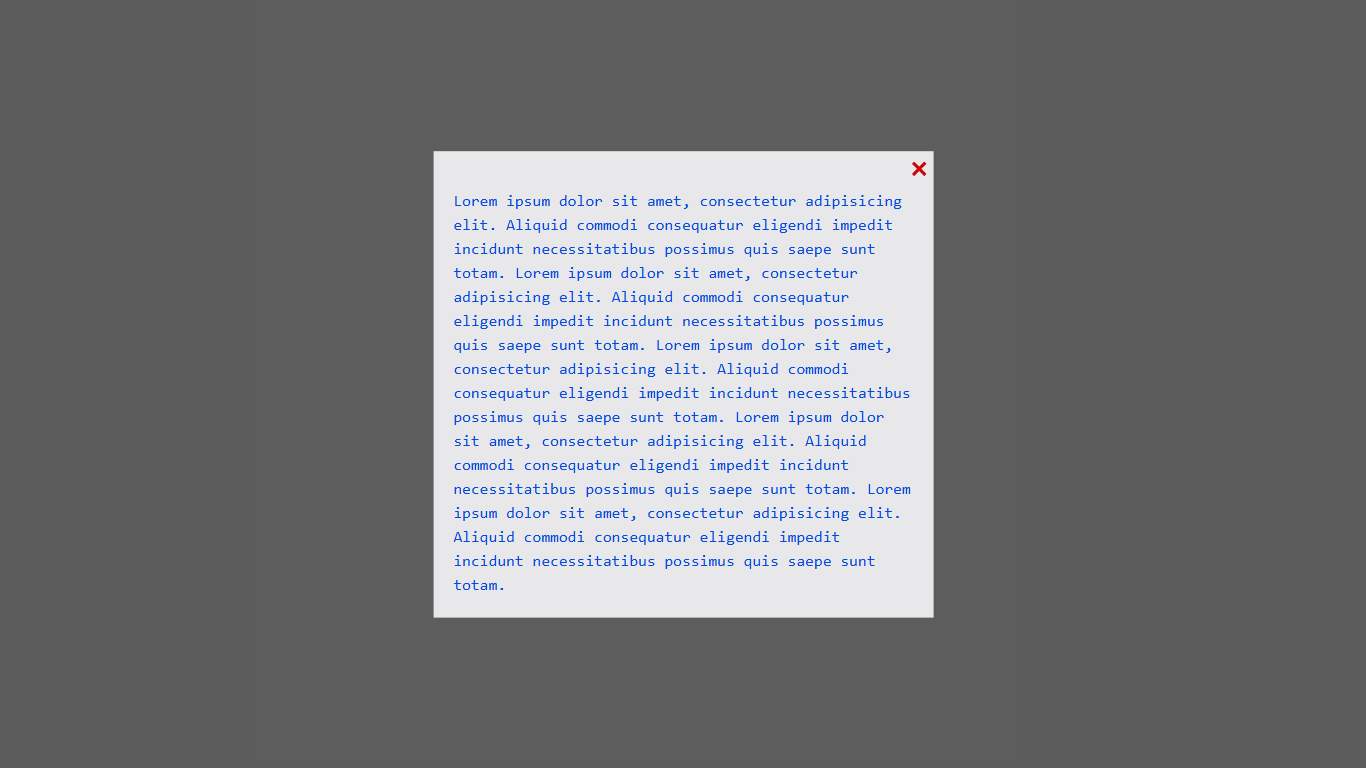 Lorem ipsum dolor sit amet, consectetur adipisicing
elit. Aliquid commodi consequatur eligendi impedit
incidunt necessitatibus possimus quis saepe sunt
totam. Lorem ipsum dolor sit amet, consectetur
adipisicing elit. Aliquid commodi consequatur
eligendi impedit incidunt necessitatibus possimus
quis saepe sunt totam. Lorem ipsum dolor sit amet,
consectetur adipisicing elit. Aliquid commodi
consequatur eligendi impedit incidunt necessitatibus
possimus quis saepe sunt totam. Lorem ipsum dolor
sit amet, consectetur adipisicing elit. Aliquid
commodi consequatur eligendi impedit incidunt
necessitatibus possimus quis saepe sunt totam. Lorem
ipsum dolor sit amet, consectetur adipisicing elit.
Aliquid commodi consequatur eligendi impedit
incidunt necessitatibus possimus quis saepe sunt
totam.